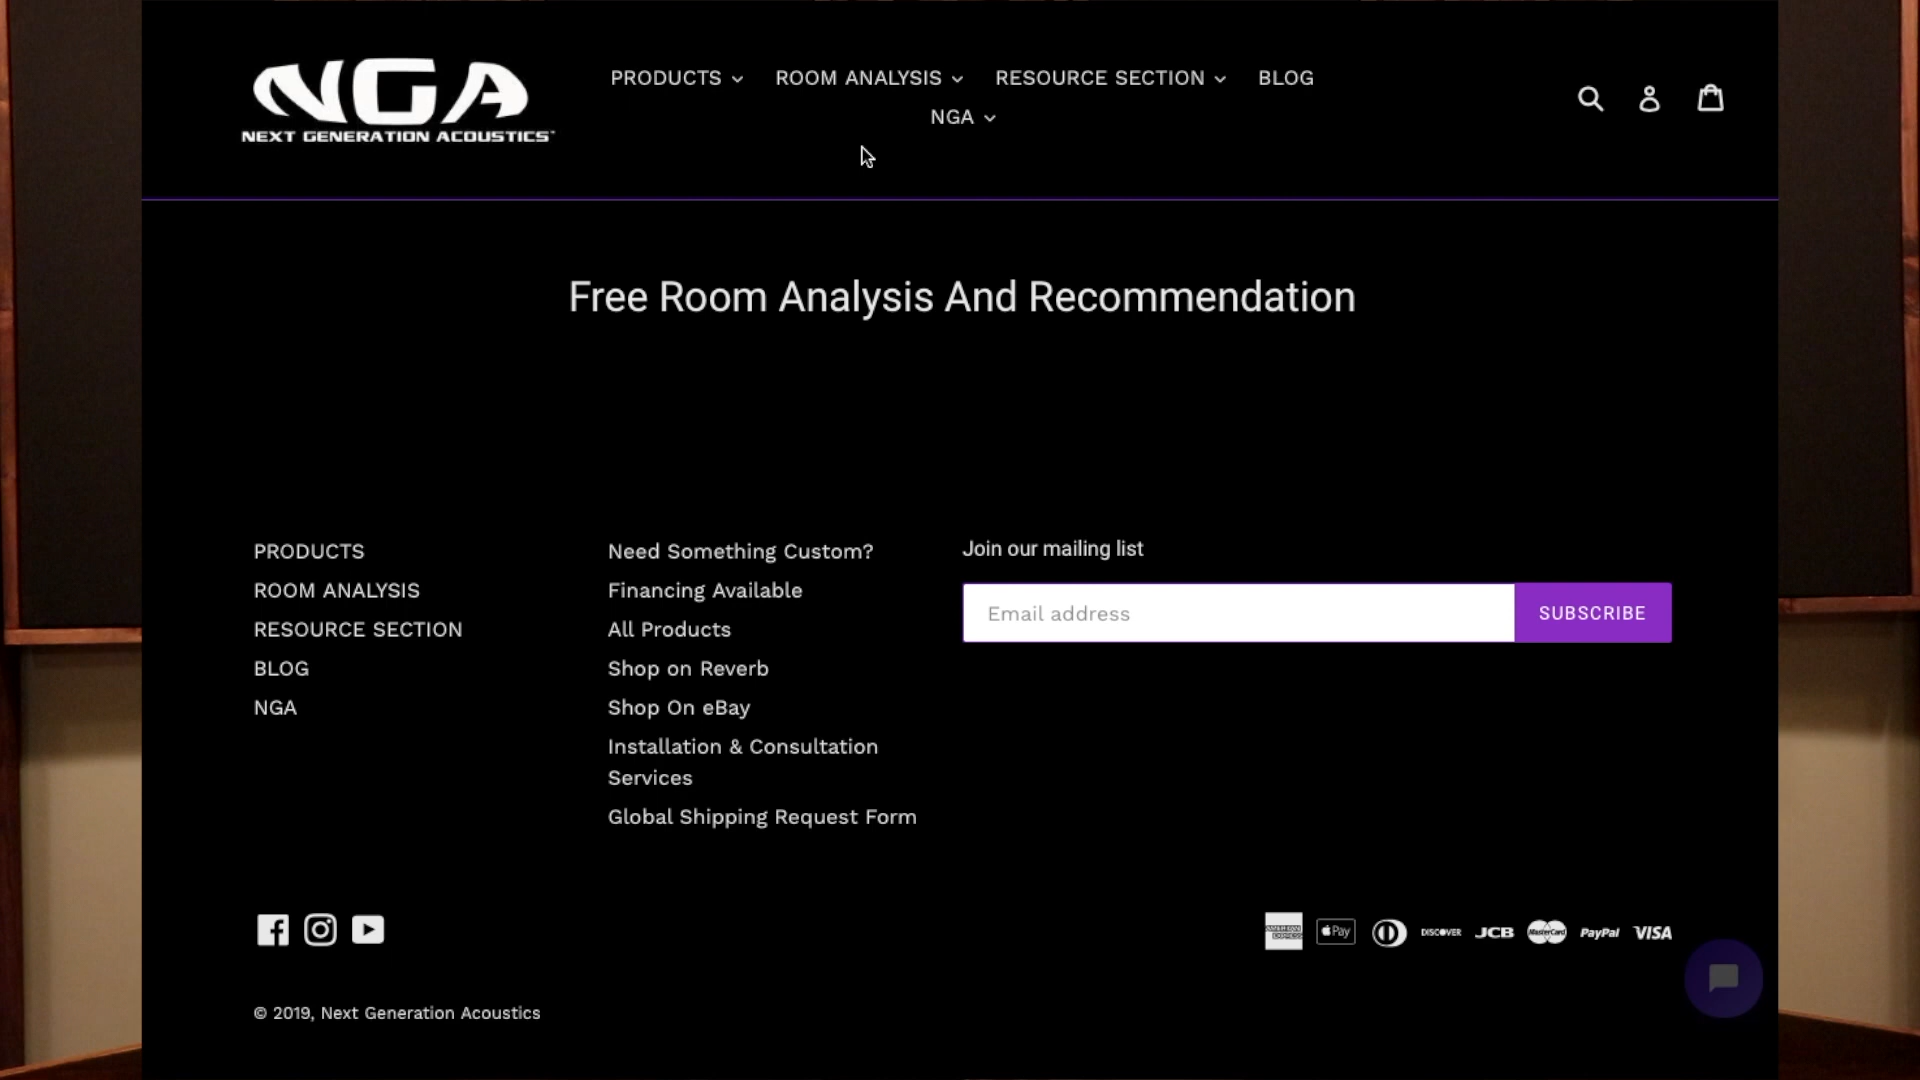 NGA
NEXT GENERATION ACOUSTICS
PRODUCTS
ROOM ANALYSIS
RESOURCE SECTION
BLOG
NGA
Free Room Analysis And Recommendation
PRODUCTS
ROOM ANALYSIS
RESOURCE SECTION
BLOG
NGA
Need Something Custom?
Financing Available
All Products
Shop on Reverb
Shop On eBay
Installation & Consultation
Services
Global Shipping Request Form
Join our mailing list
Email address
SUBSCRIBE
AMERICAN EXPRESS
Pay
DISCOVER
JCB
MasterCard
PayPal
VISA
© 2019, Next Generation Acoustics